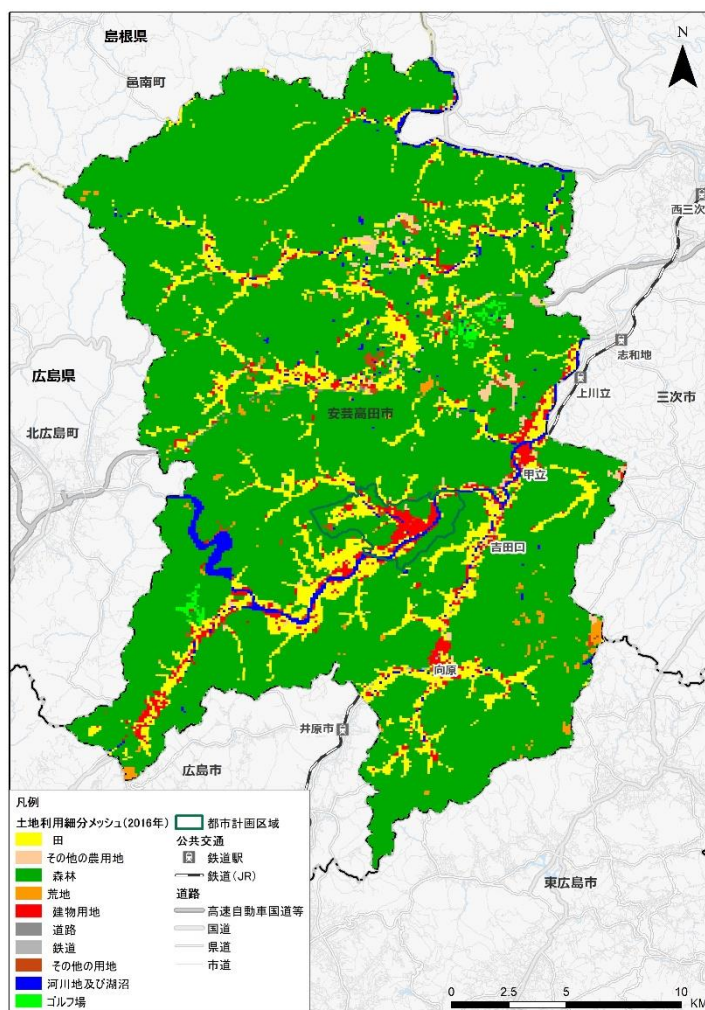 島根県
邑南町
N
西三次
志和地
上川立
三次市
広島県
北広島町
安芸高田市
甲立
吉田口
向原
井原市
広島市
東広島市
凡例
土地利用細分メッシュ(2016年)
田
その他の農用地
森林
荒地
建物用地
道路
鉄道
その他の用地
河川地及び湖沼
ゴルフ場
都市計画区域
公共交通
鉄道駅
鉄道(JR)
道路
高速自動車国道等
国道
県道
市道
0 2.5 5 10
KM